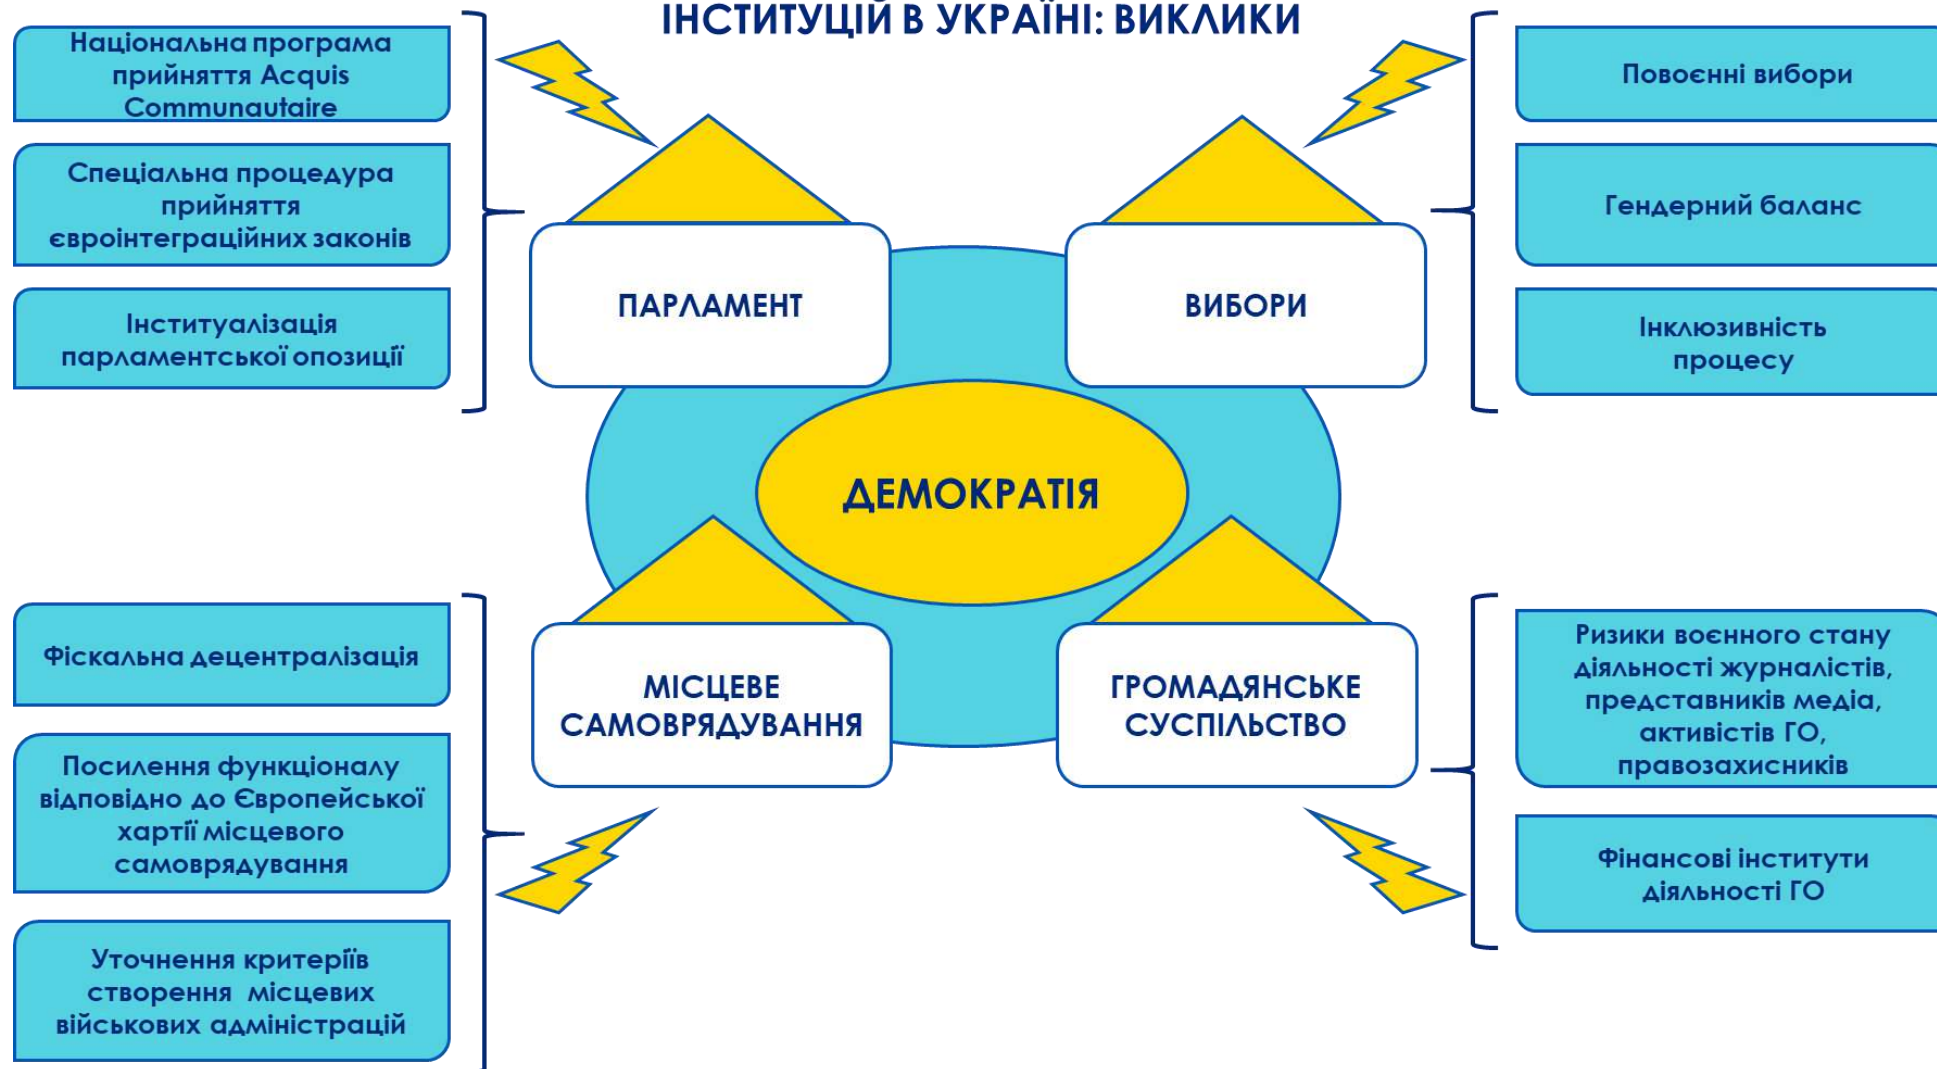 ІНСТИТУЦІЙ В УКРАЇНІ: ВИКЛИКИ
Національна програма
прийняття Acquis
Communautaire
Спеціальна процедура
прийняття
євроінтеграційних законів
Інституалізація
парламентської опозиції
ПАРЛАМЕНТ
ВИБОРИ
Повоєнні вибори
Гендерний баланс
Інклюзивність
процесу
ДЕМОКРАТІЯ
Фіскальна децентралізація
Посилення функціоналу
відповідно до Європейської
хартії місцевого
самоврядування
Уточнення критеріїв
створення місцевих
військових адміністрацій
МІСЦЕВЕ
САМОВРЯДУВАННЯ
ГРОМАДЯНСЬКЕ
СУСПІЛЬСТВО
Ризики воєнного стану
діяльності журналістів,
представників медіа,
активістів ГО,
правозахисників
Фінансові інститути
діяльності ГО